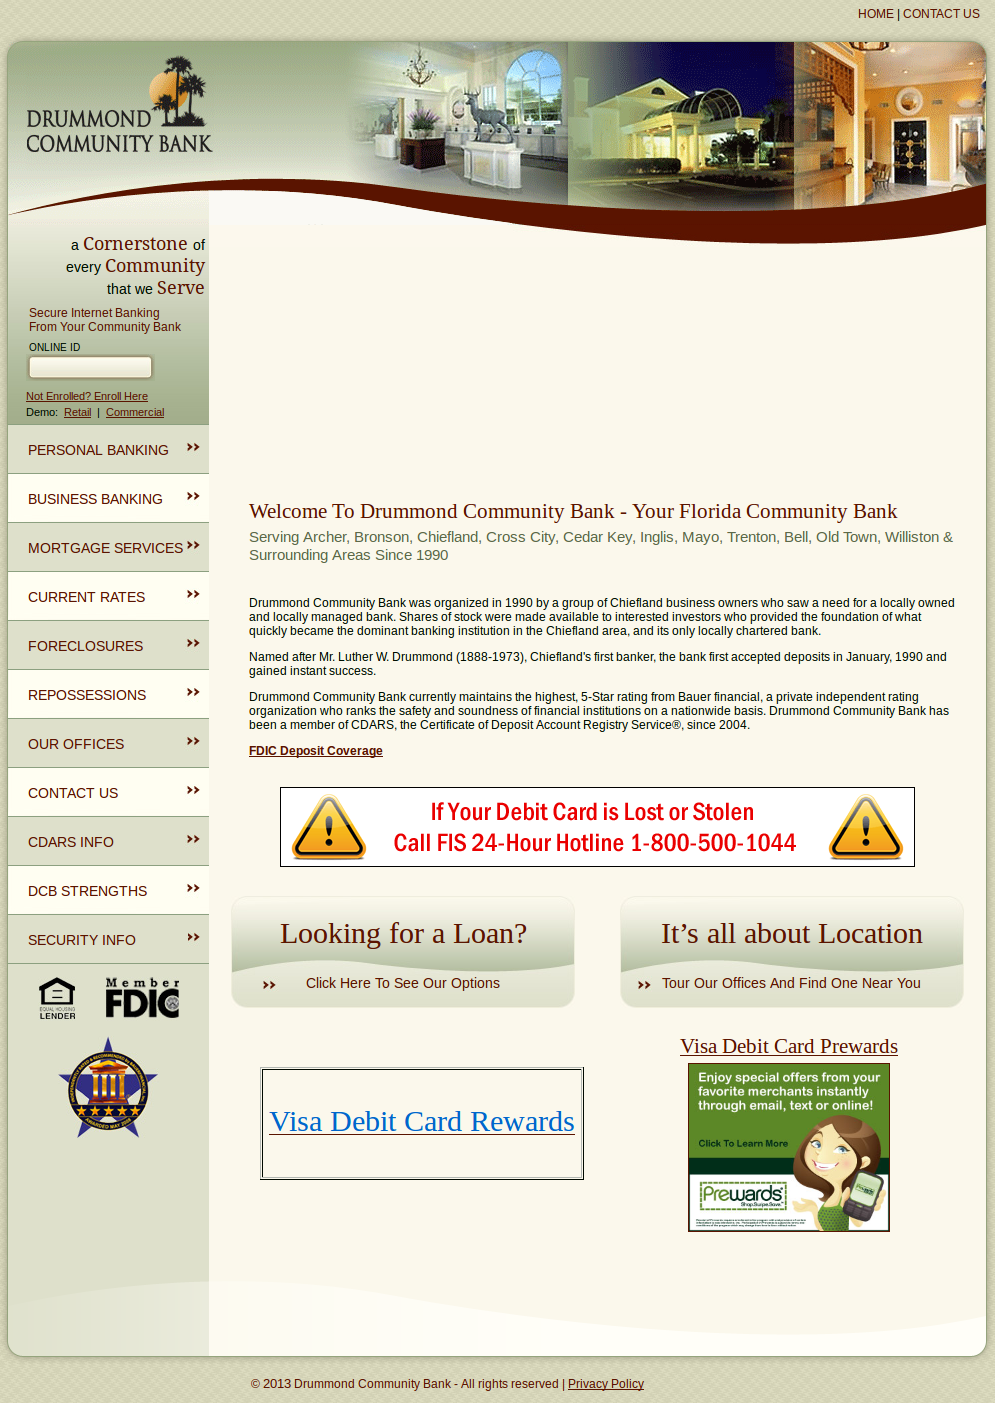 HOME | CONTACT US
DRUMMOND
COMMUNITY BANK
a Cornerstone of
every Community
that we Serve
Secure Internet Banking
From Your Community Bank
ONLINE ID
Not Enrolled? Enroll Here
Demo: Retail | Commercial
PERSONAL BANKING
BUSINESS BANKING
MORTGAGE SERVICES
CURRENT RATES
FORECLOSURES
REPOSSESSIONS
OUR OFFICES
CONTACT US
CDARS INFO
DCB STRENGTHS
SECURITY INFO
EQUAL HOUSING
LENDER
Member
FDIC
Welcome To Drummond Community Bank - Your Florida Community Bank
Serving Archer, Bronson, Chiefland, Cross City, Cedar Key, Inglis, Mayo, Trenton, Bell, Old Town, Williston &
Surrounding Areas Since 1990
Drummond Community Bank was organized in 1990 by a group of Chiefland business owners who saw a need for a locally owned
and locally managed bank. Shares of stock were made available to interested investors who provided the foundation of what
quickly became the dominant banking institution in the Chiefland area, and its only locally chartered bank.
Named after Mr. Luther W. Drummond (1888-1973), Chiefland's first banker, the bank first accepted deposits in January, 1990 and
gained instant success.
Drummond Community Bank currently maintains the highest, 5-Star rating from Bauer financial, a private independent rating
organization who ranks the safety and soundness of financial institutions on a nationwide basis. Drummond Community Bank has
been a member of CDARS, the Certificate of Deposit Account Registry Service®, since 2004.
FDIC Deposit Coverage
If Your Debit Card is Lost or Stolen
Call FIS 24-Hour Hotline 1-800-500-1044
Looking for a Loan?
Click Here To See Our Options
It's all about Location
Tour Our Offices And Find One Near You
Visa Debit Card Rewards
Visa Debit Card Prewards
Enjoy special offers from your
favorite merchants instantly
through email, text or online!
Click To Learn More
Prewards
Shop.Surpe.Save.
© 2013 Drummond Community Bank - All rights reserved | Privacy Policy